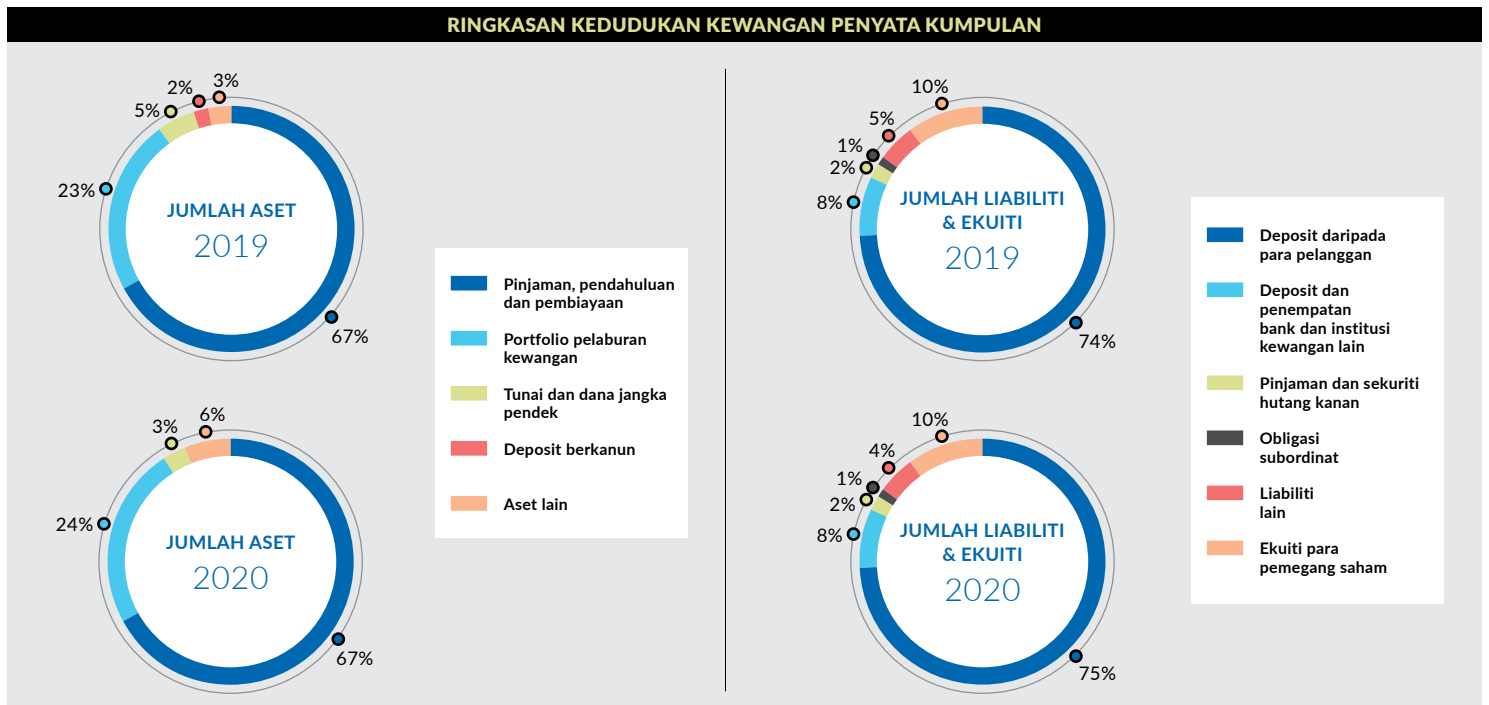 RINGKASAN KEDUDUKAN KEWANGAN PENYATA KUMPULAN
2%
3%
5%
23%
JUMLAH ASET
2019
67%
3%
6%
24%
JUMLAH ASET
2020
67%
Pinjaman, pendahuluan
dan pembiayaan
Portfolio pelaburan
kewangan
Tunai dan dana jangka
pendek
Deposit berkanun
Aset lain
10%
5%
1%
2%
8%
JUMLAH LIABILITI
& EKUITI
2019
74%
10%
4%
1%
2%
8%
JUMLAH LIABILITI
& EKUITI
2020
75%
Deposit daripada
para pelanggan
Deposit dan
penempatan
bank dan institusi
kewangan lain
Pinjaman dan sekuriti
hutang kanan
Obligasi
subordinat
Liabiliti
lain
Ekuiti para
pemegang saham